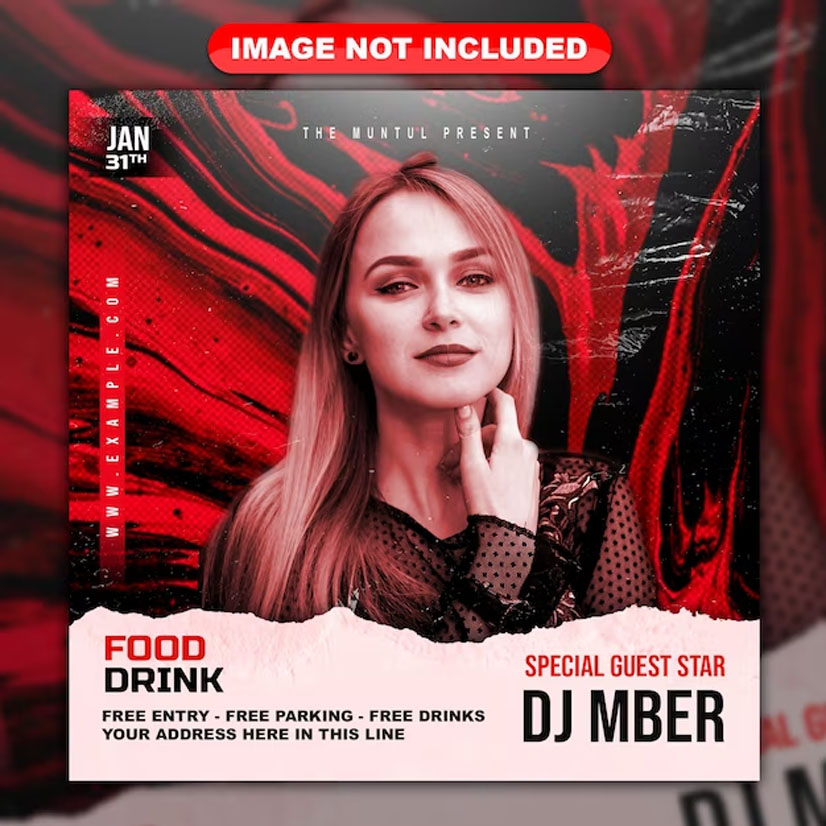 IMAGE NOT INCLUDED
JAN
31TH
THE MUNTUL PRESENT
WWW.EXAMPLE.COM
FOOD
DRINK
FREE ENTRY - FREE PARKING - FREE DRINKS
YOUR ADDRESS HERE IN THIS LINE
SPECIAL GUEST STAR
DJ MBER